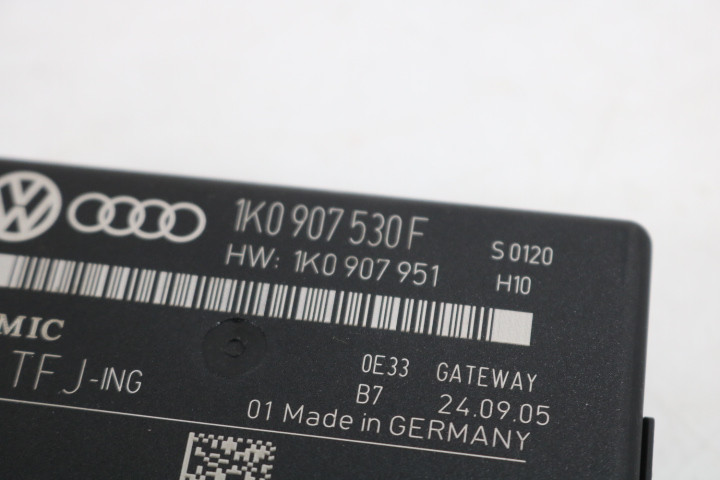 1K0 907 530 F
S 0120
HW: 1K0 907 951
H10
MIC
TFJ-ING
0E33 GATEWAY
B7 24.09.05
01 Made in GERMANY